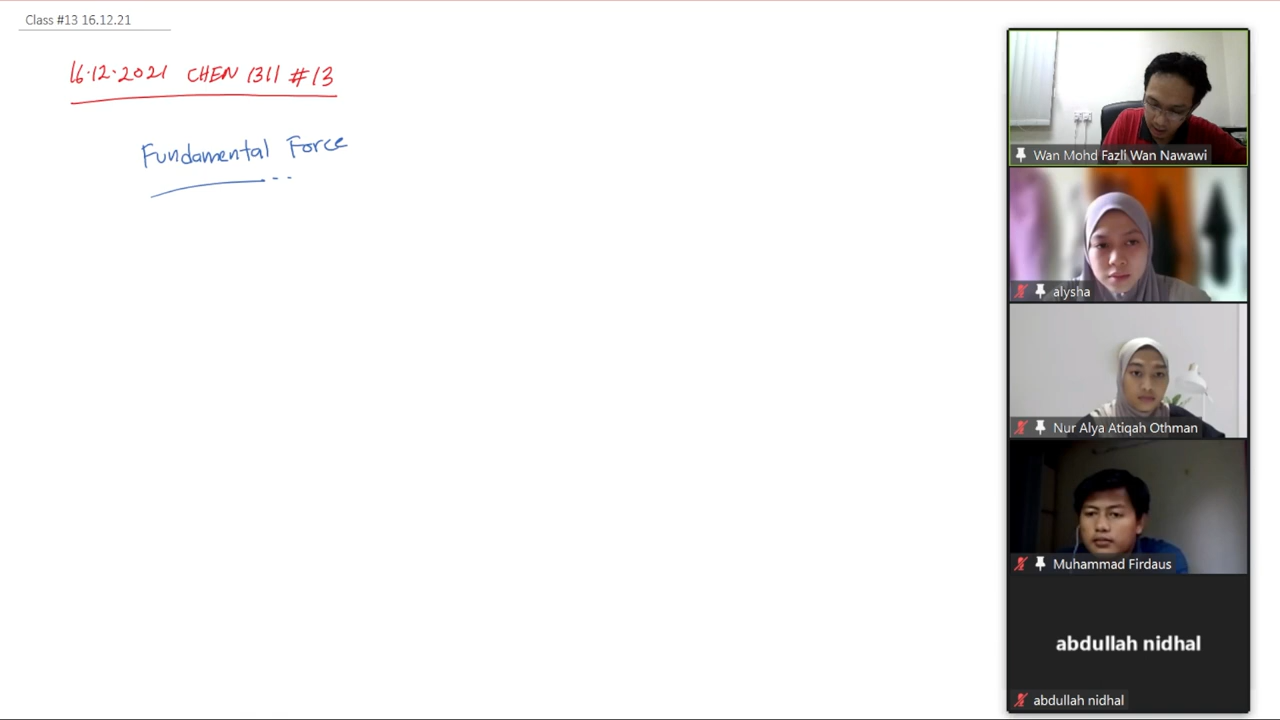 Class #13 16.12.21
16.12.2021 CHEN 1311 #13
Fundamental Force
Wan Mohd Fazli Wan Nawawi
alysha
Nur Alya Atiqah Othman
Muhammad Firdaus
abdullah nidhal
abdullah nidhal